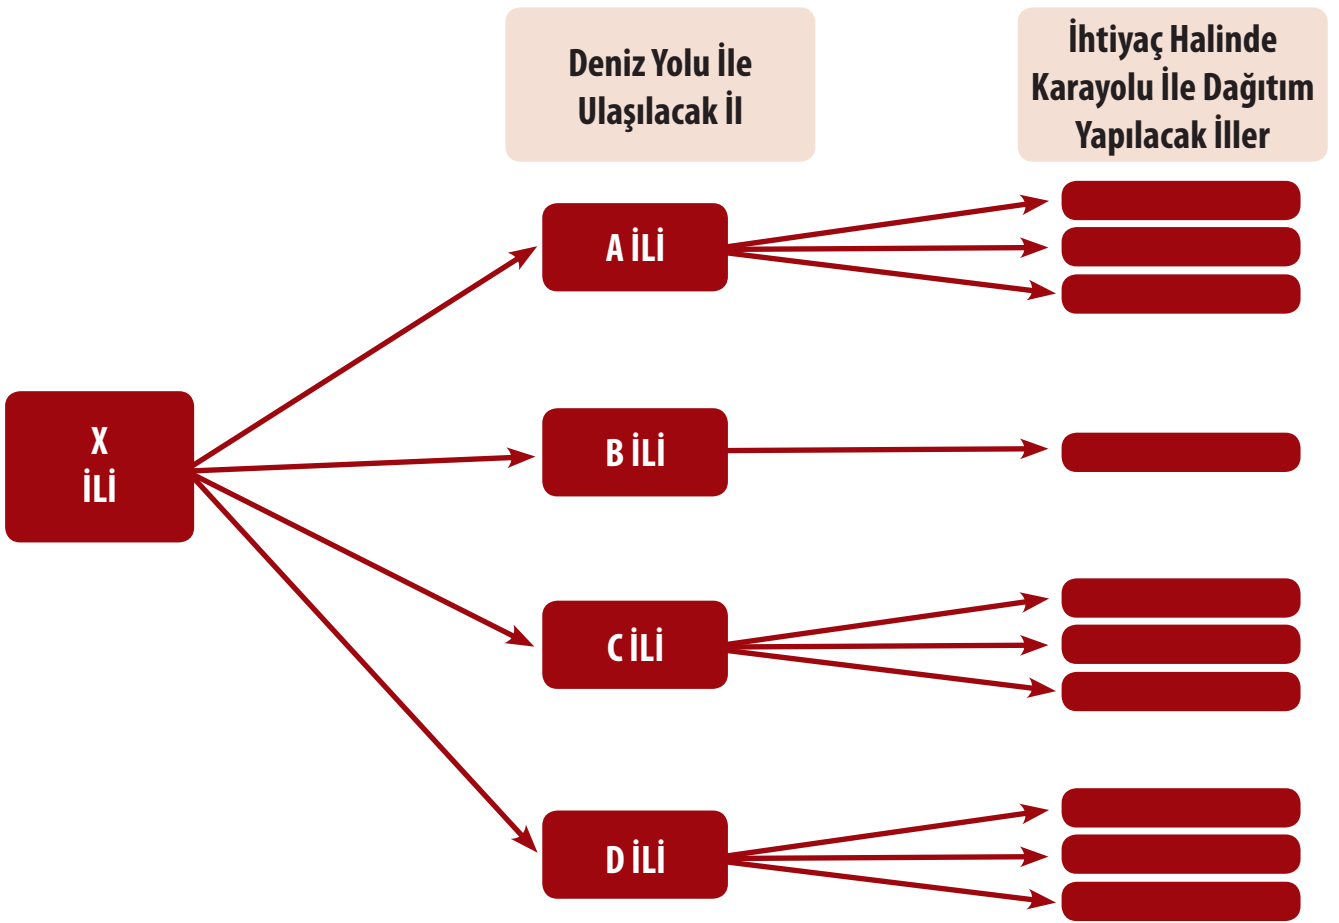 Deniz Yolu İle
Ulaşılacak İl
İhtiyaç Halinde
Karayolu İle Dağıtım
Yapılacak İller
X
İLİ
A İLİ
B İLİ
C İLİ
D İLİ